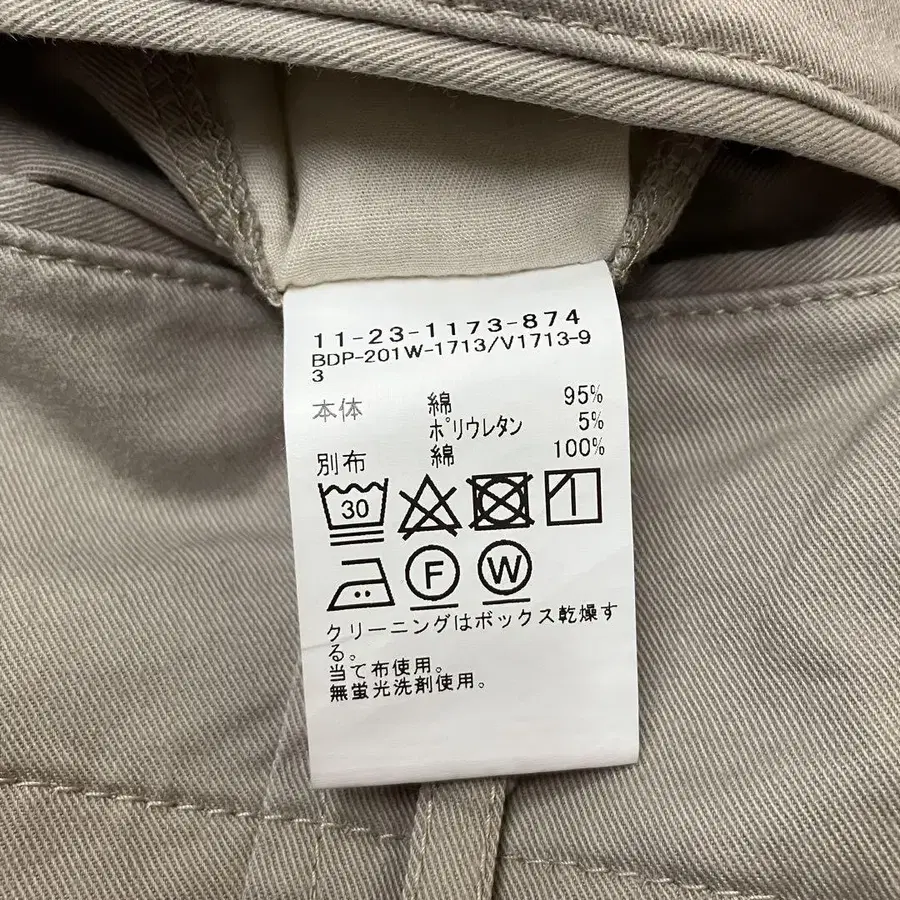 11-23-1173-874
BDP-201W-1713/V1713-9
3
本体 綿 95%
ポリウレタン 5%
別布 綿 100%
30
F W
クリーニングはボックス乾燥す
る。
当て布使用。
無蛍光洗剤使用。